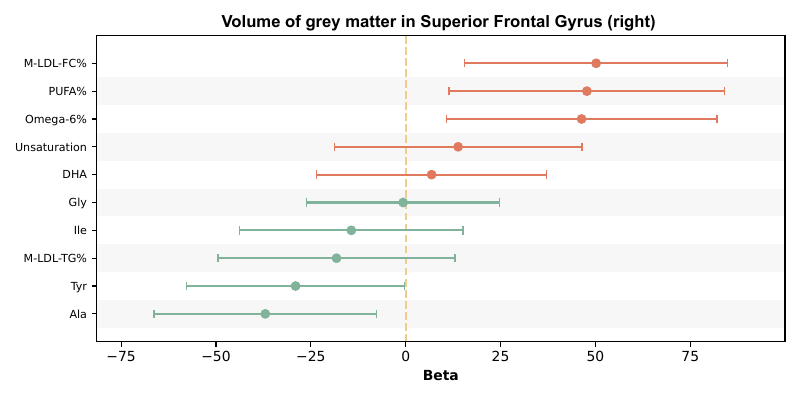 Volume of grey matter in Superior Frontal Gyrus (right)
M-LDL-FC%
PUFA%
Omega-6%
Unsaturation
DHA
Gly
Ile
M-LDL-TG%
Tyr
Ala
−75 −50 −25 0 25 50 75
Beta